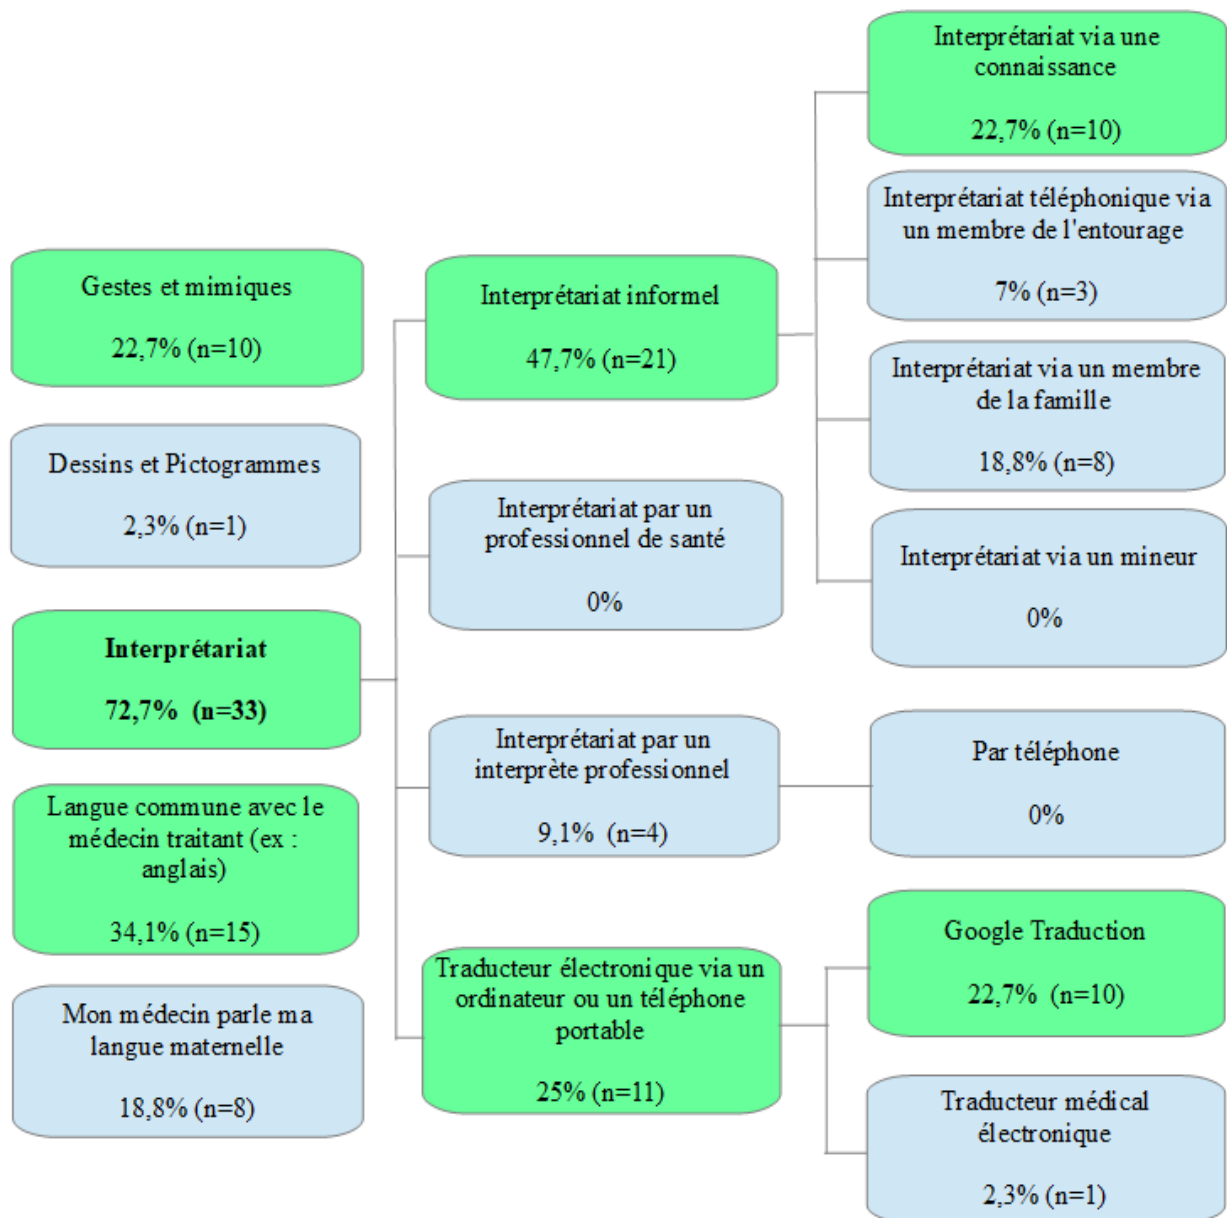 Gestes et mimiques
22,7% (n=10)
Dessins et Pictogrammes
2,3% (n=1)
Interprétariat
72,7% (n=33)
Langue commune avec le
médecin traitant (ex :
anglais)
34,1% (n=15)
Mon médecin parle ma
langue maternelle
18,8% (n=8)
Interprétariat informel
47,7% (n=21)
Interprétariat par un
professionnel de santé
0%
Interprétariat par un
interprète professionnel
9,1% (n=4)
Traducteur électronique via un
ordinateur ou un téléphone
portable
25% (n=11)
Interprétariat via une
connaissance
22,7% (n=10)
Interprétariat téléphonique via
un membre de l'entourage
7% (n=3)
Interprétariat via un membre
de la famille
18,8% (n=8)
Interprétariat via un mineur
0%
Par téléphone
0%
Google Traduction
22,7% (n=10)
Traducteur médical
électronique
2,3% (n=1)